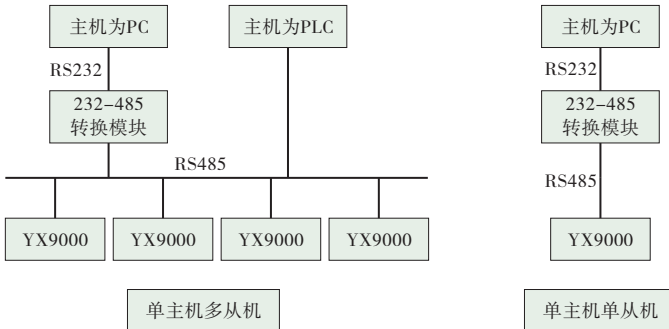 主机为PC
主机为PLC
主机为PC
RS232
RS232
232-485
转换模块
232-485
转换模块
RS485
RS485
YX9000
YX9000
YX9000
YX9000
YX9000
单主机多从机
单主机单从机